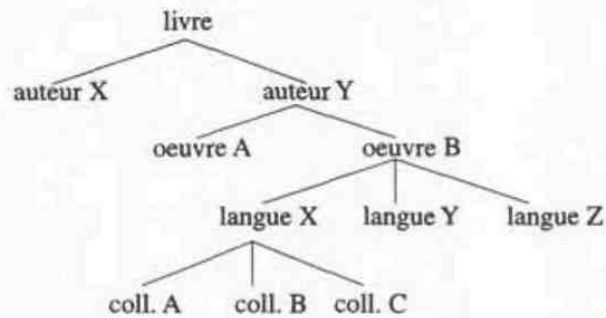 livre
auteur X auteur Y
oeuvre A oeuvre B
langue X langue Y langue Z
coll. A coll. B coll. C